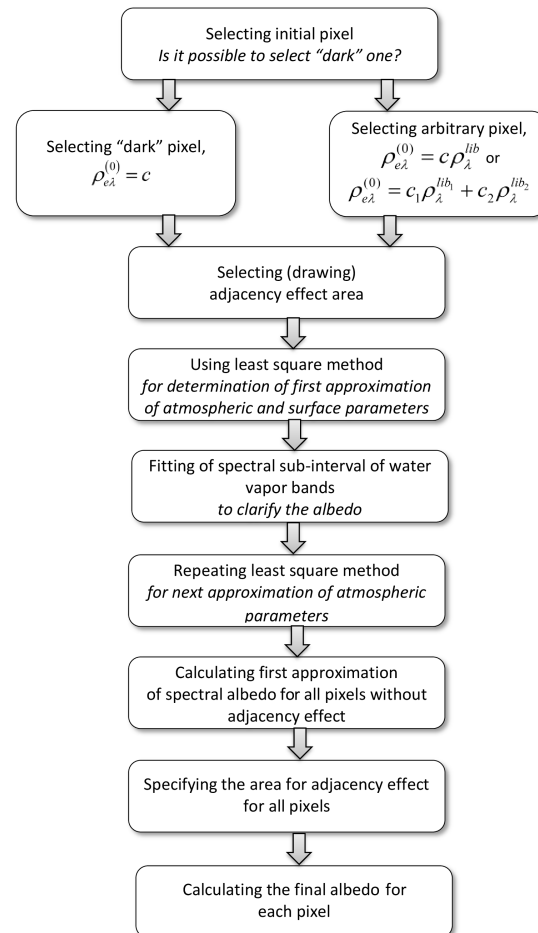 Selecting initial pixel
Is it possible to select “dark” one?
Selecting “dark” pixel,
ρ_{eλ}^{(0)} = c
Selecting arbitrary pixel,
ρ_{eλ}^{(0)} = cρ_λ^{lib} or
ρ_{eλ}^{(0)} = c_1ρ_λ^{lib_1} + c_2ρ_λ^{lib_2}
Selecting (drawing)
adjacency effect area
Using least square method
for determination of first approximation
of atmospheric and surface parameters
Fitting of spectral sub-interval of water
vapor bands
to clarify the albedo
Repeating least square method
for next approximation of atmospheric
parameters
Calculating first approximation
of spectral albedo for all pixels without
adjacency effect
Specifying the area for adjacency effect
for all pixels
Calculating the final albedo for
each pixel